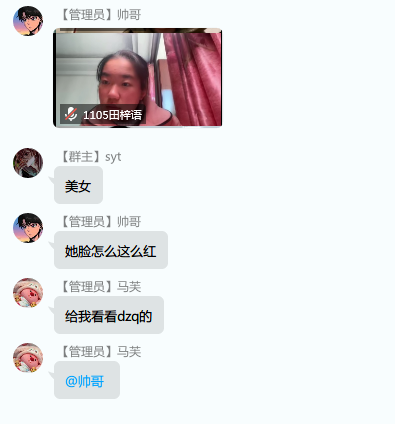 【管理员】帅哥
1105田梓语
【群主】syt
美女
【管理员】帅哥
她脸怎么这么红
【管理员】马芙
给我看看dzq的
【管理员】马芙
@帅哥